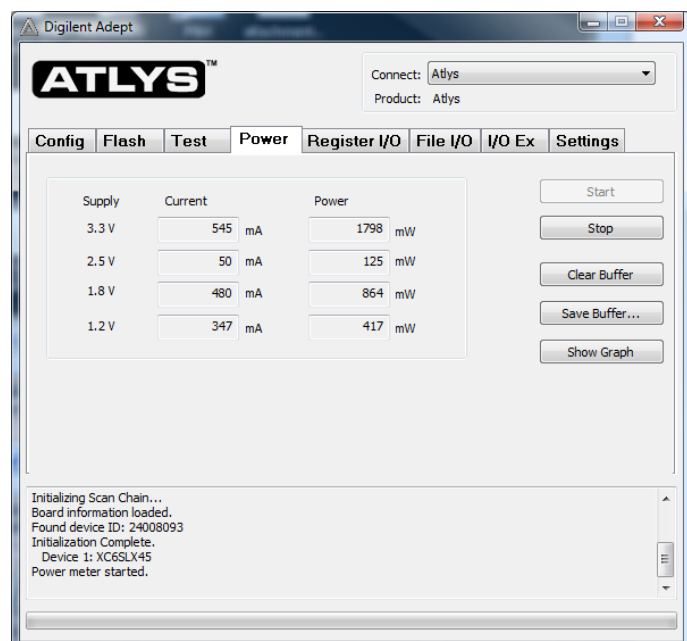 Digilent Adept
ATLYS™
Connect: Atlys
Product: Atlys
Config Flash Test Power Register I/O File I/O I/O Ex Settings
Supply Current Power
3.3 V 545 mA 1798 mW
2.5 V 50 mA 125 mW
1.8 V 480 mA 864 mW
1.2 V 347 mA 417 mW
Start
Stop
Clear Buffer
Save Buffer...
Show Graph
Initializing Scan Chain...
Board information loaded.
Found device ID: 24008093
Initialization Complete.
Device 1: XC6SLX45
Power meter started.